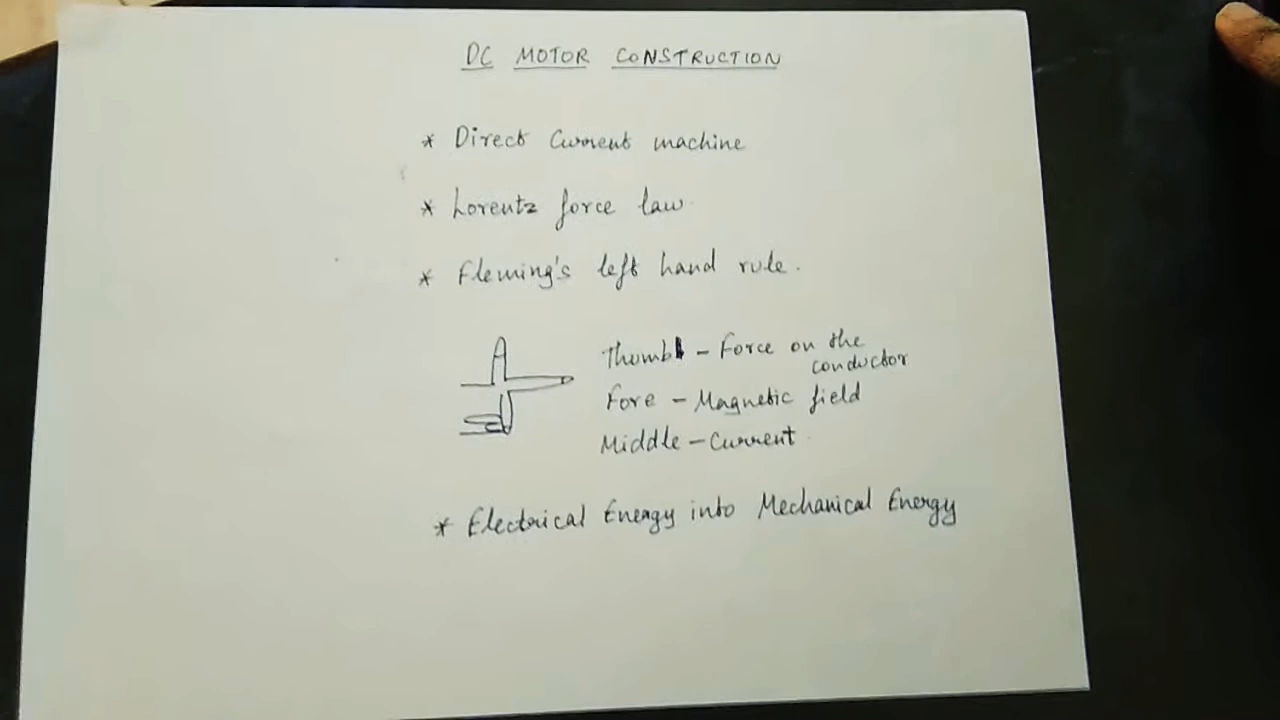 DC MOTOR CONSTRUCTION
* Direct Current machine
* Lorentz force law
* Fleming's left hand rule.
Thumb - Force on the
conductor
Fore - Magnetic field
Middle - Current
* Electrical Energy into Mechanical Energy